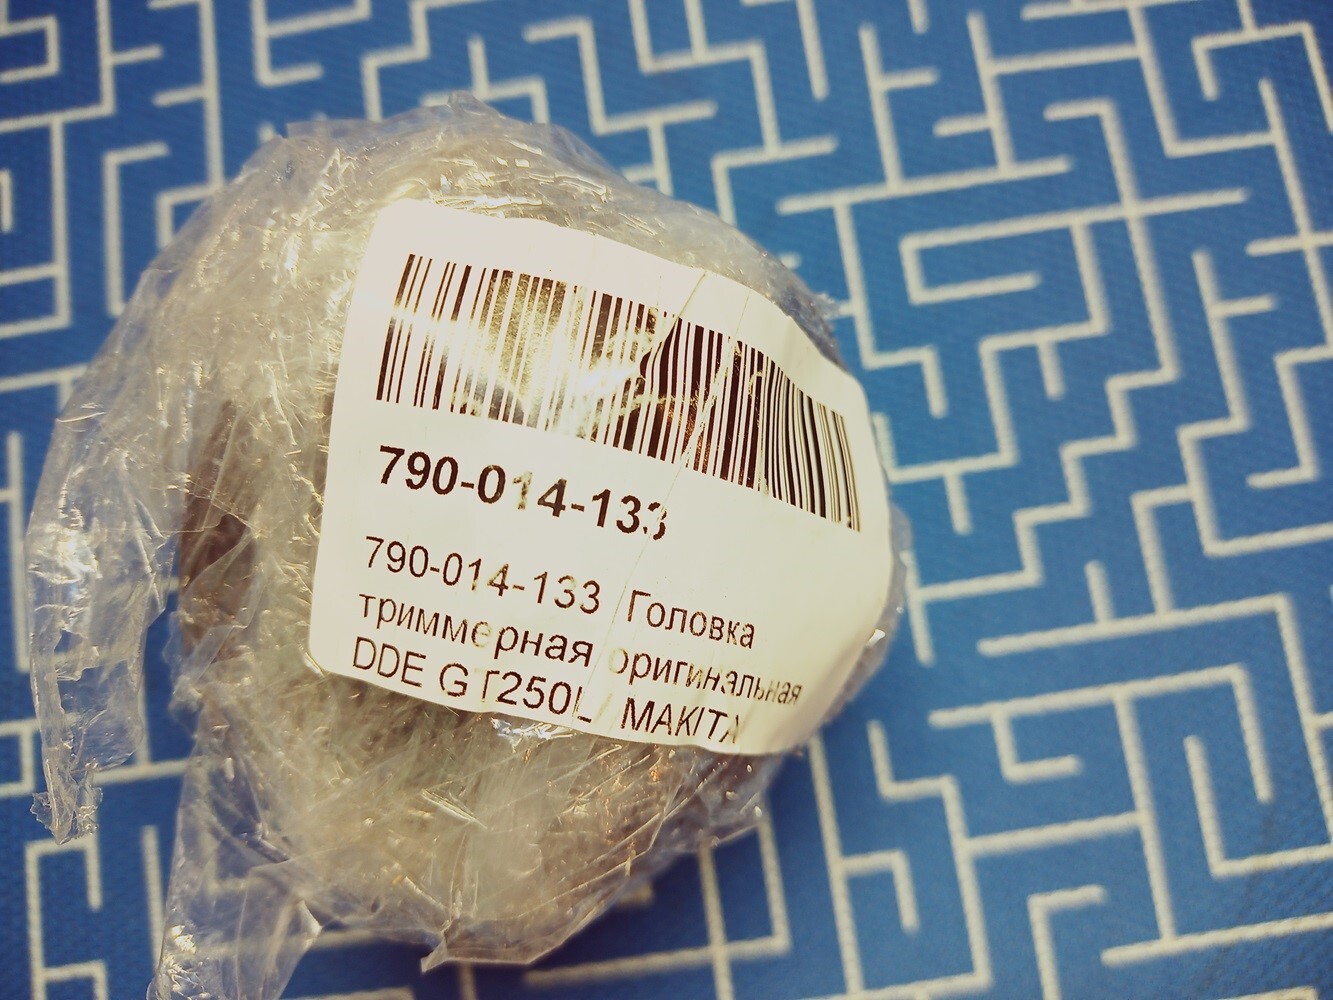 790-014-133
790-014-133 Головка
триммерная оригинальная
DDE GT250L / MAKITA